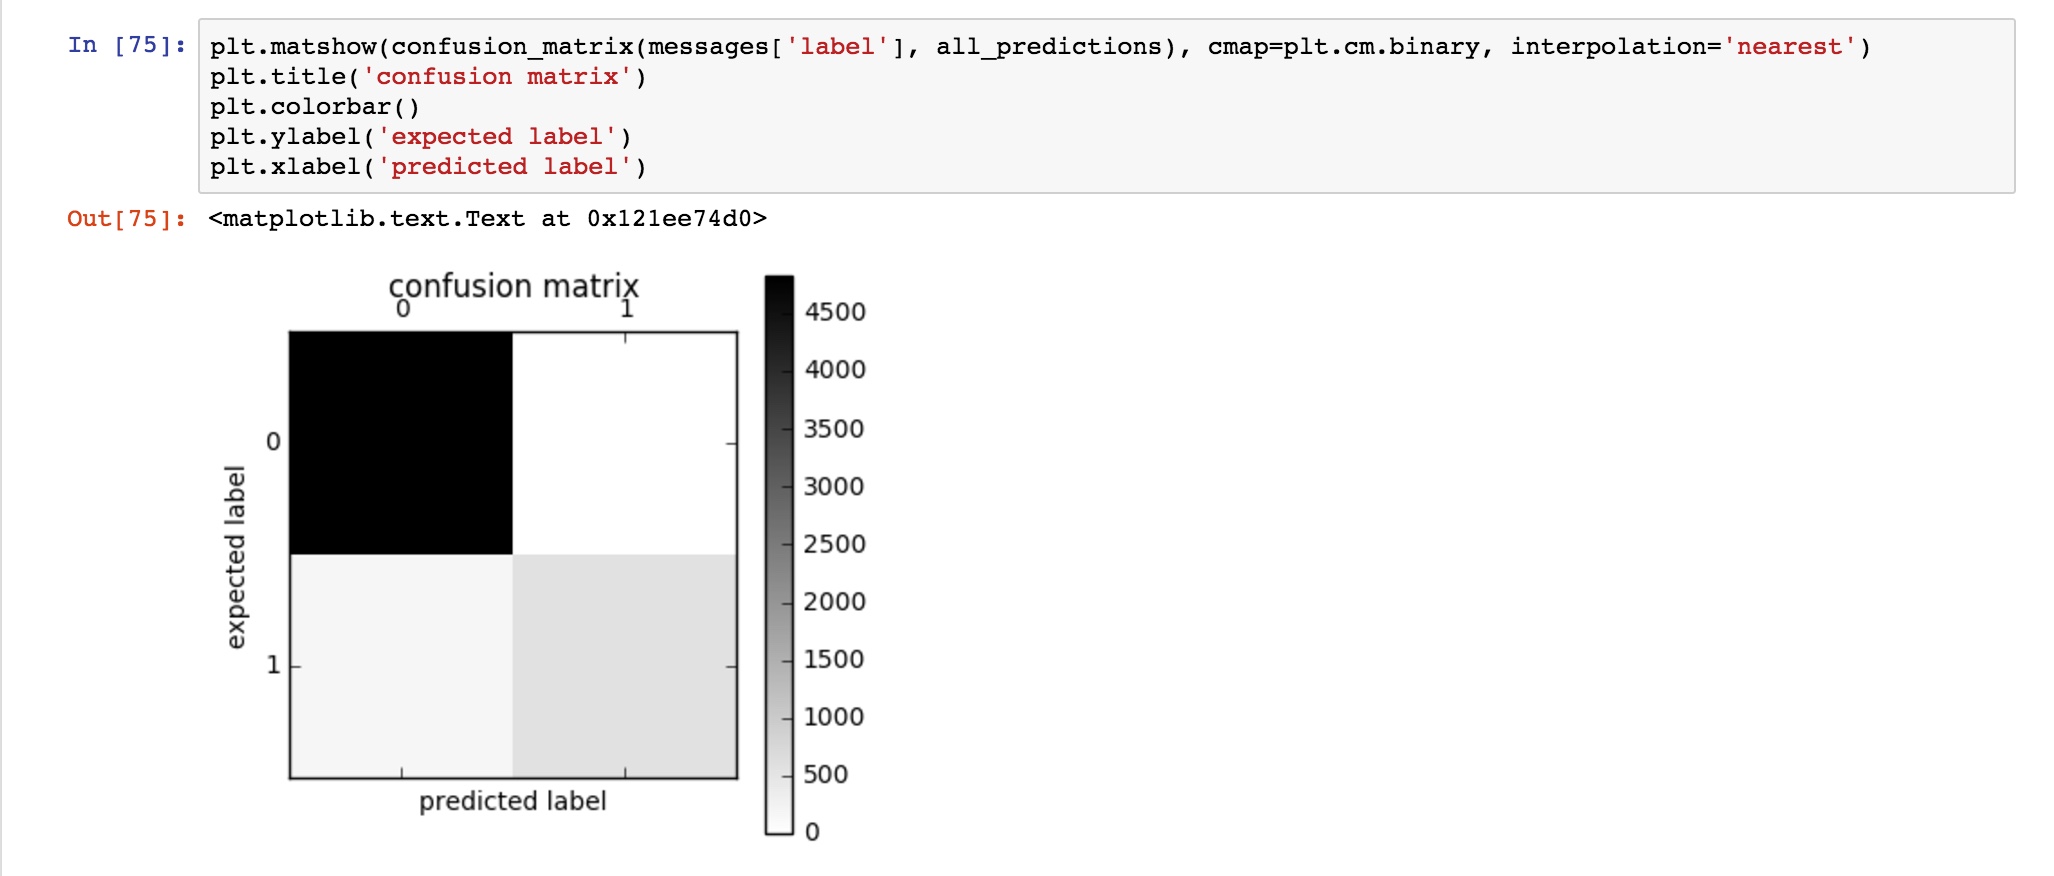 In [75]: plt.matshow(confusion_matrix(messages['label'], all_predictions), cmap=plt.cm.binary, interpolation='nearest')
plt.title('confusion matrix')
plt.colorbar()
plt.ylabel('expected label')
plt.xlabel('predicted label')
Out[75]: <matplotlib.text.Text at 0x121ee74d0>
confusion matrix
0 1
0
1
expected label
predicted label
4500
4000
3500
3000
2500
2000
1500
1000
500
0